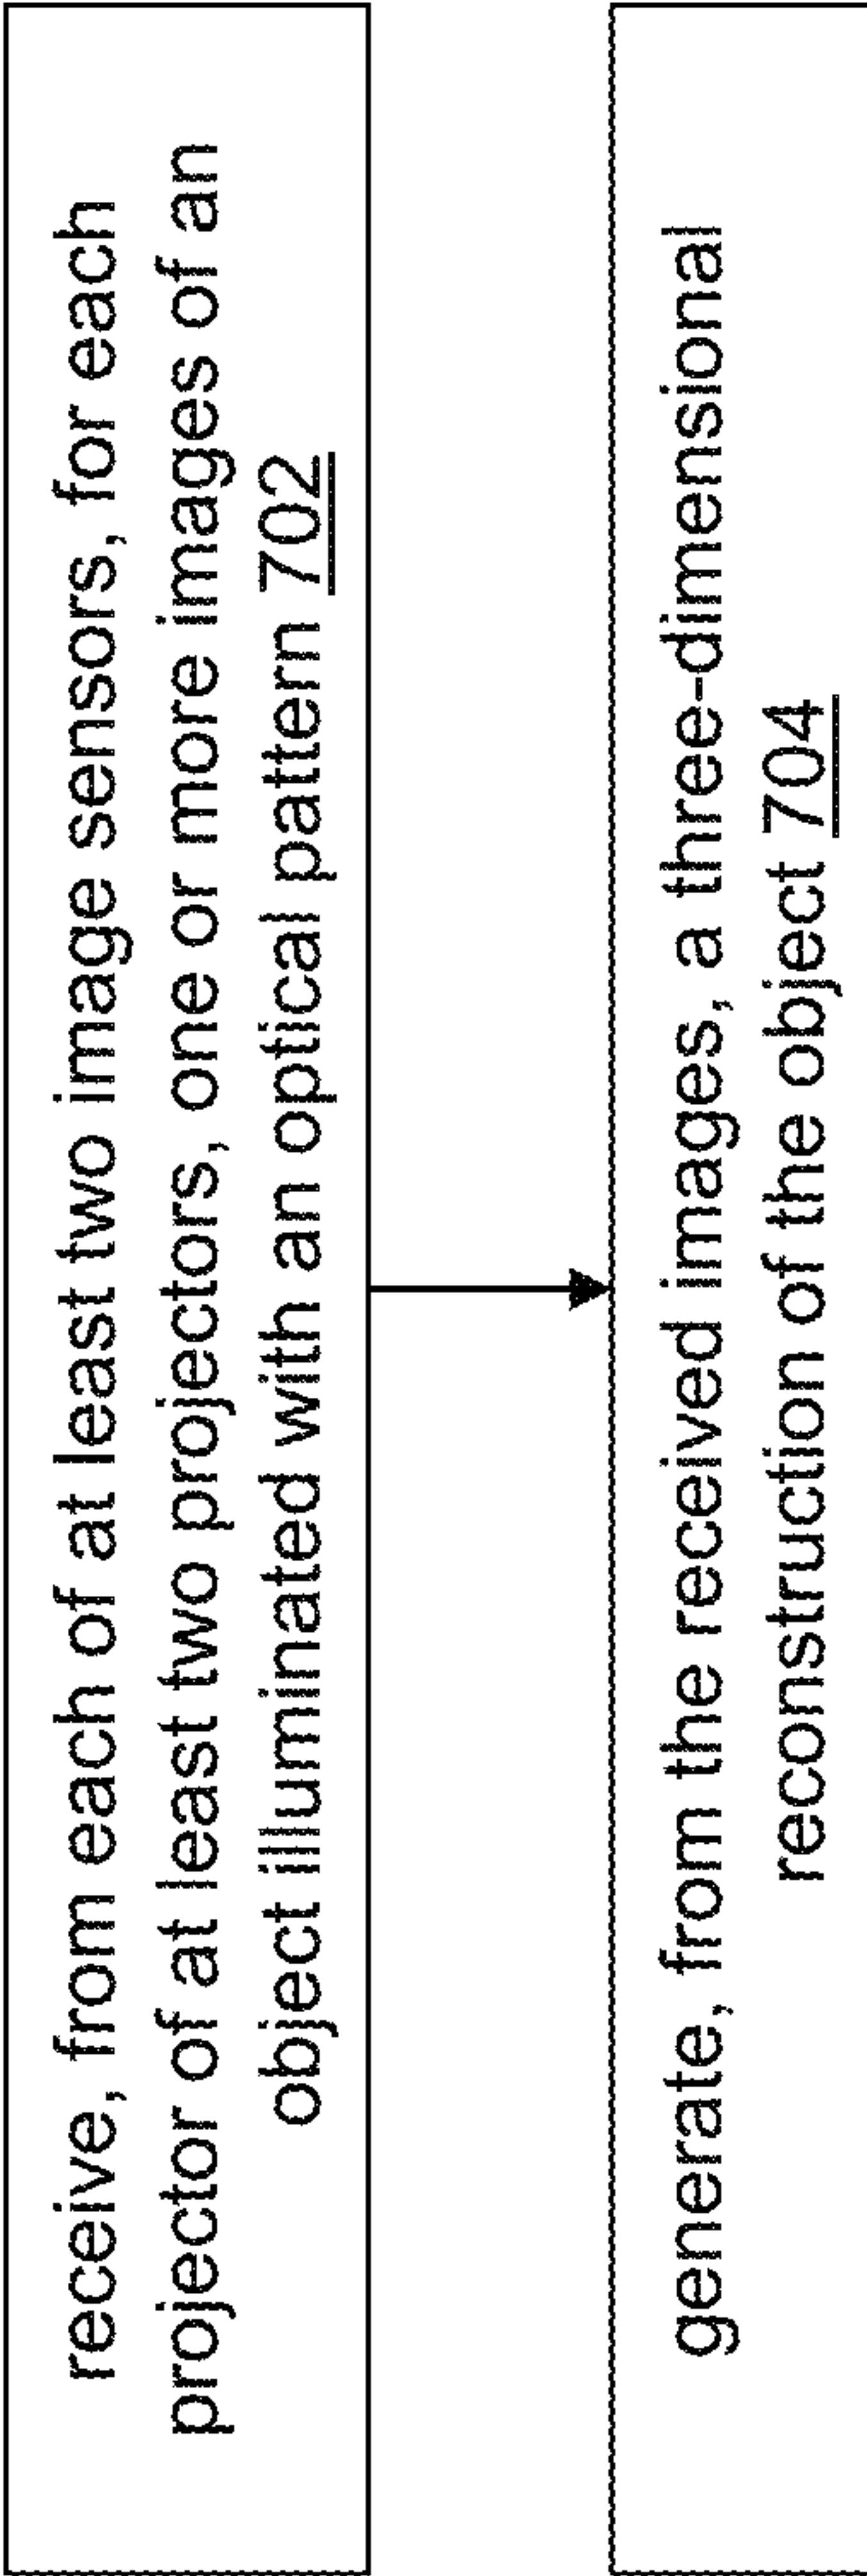 receive, from each of at least two image sensors, for each
projector of at least two projectors, one or more images of an
object illuminated with an optical pattern 702
generate, from the received images, a three-dimensional
reconstruction of the object 704